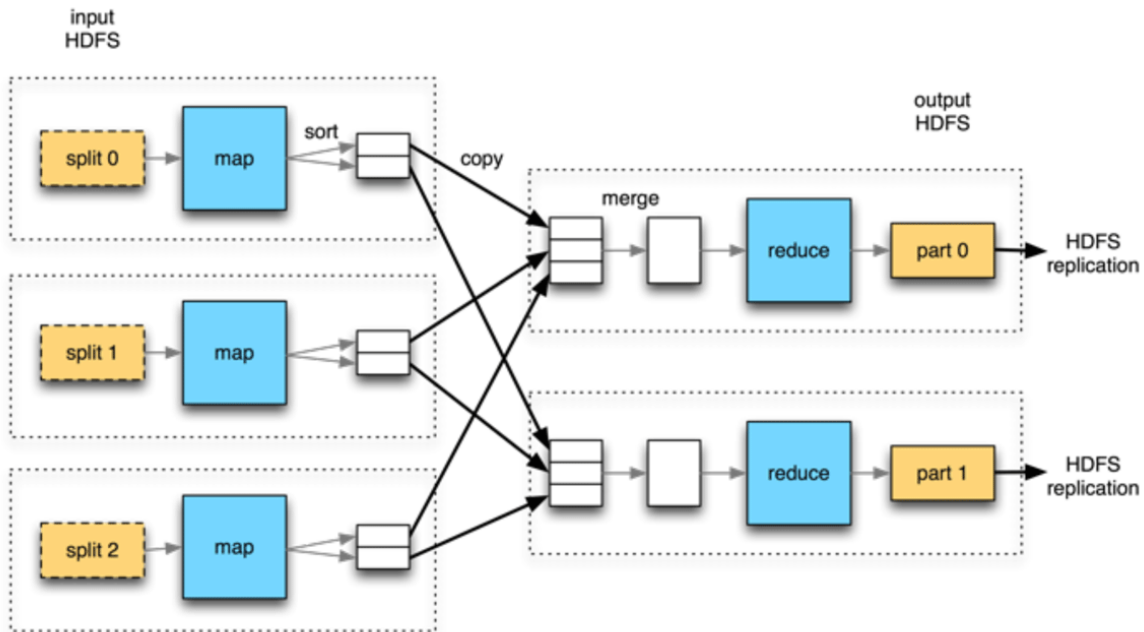 input
HDFS
split 0
map
sort
copy
split 1
map
split 2
map
output
HDFS
merge
reduce
part 0
HDFS
replication
reduce
part 1
HDFS
replication